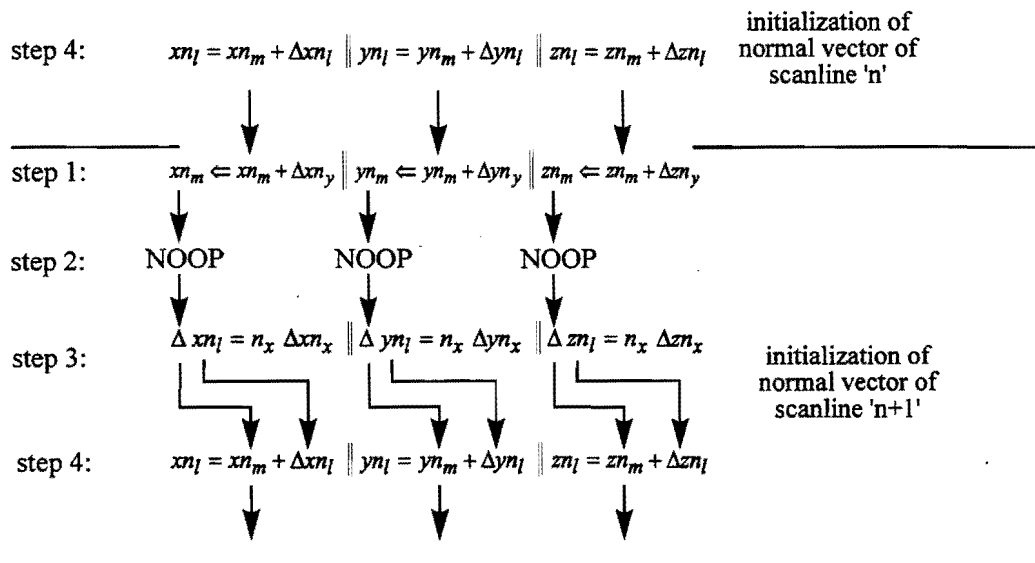 step 4: xn_l = xn_m + Δxn_l ‖ yn_l = yn_m + Δyn_l ‖ zn_l = zn_m + Δzn_l
initialization of
normal vector of
scanline 'n'
step 1: xn_m ⇐ xn_m + Δxn_y ‖ yn_m ⇐ yn_m + Δyn_y ‖ zn_m ⇐ zn_m + Δzn_y
step 2: NOOP NOOP NOOP
step 3: Δ xn_l = n_x Δxn_x ‖ Δ yn_l = n_x Δyn_x ‖ Δ zn_l = n_x Δzn_x
initialization of
normal vector of
scanline 'n+1'
step 4: xn_l = xn_m + Δxn_l ‖ yn_l = yn_m + Δyn_l ‖ zn_l = zn_m + Δzn_l